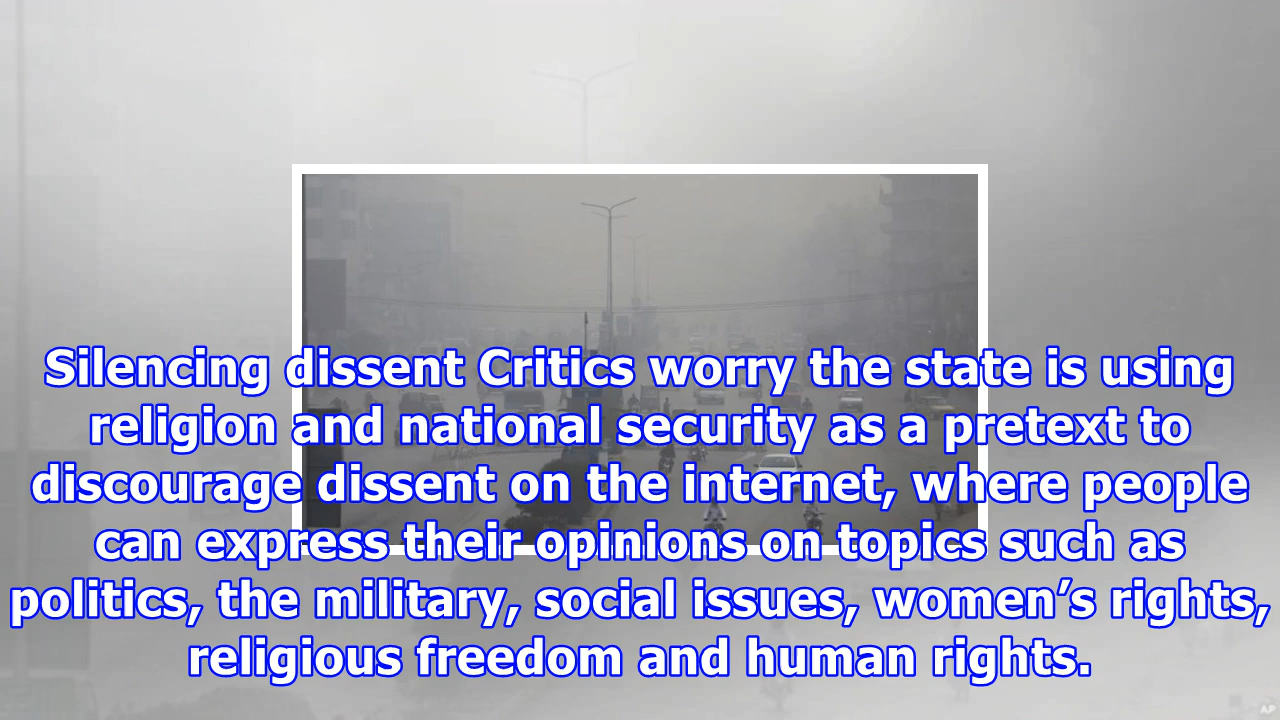 Silencing dissent Critics worry the state is using
religion and national security as a pretext to
discourage dissent on the internet, where people
can express their opinions on topics such as
politics, the military, social issues, women’s rights,
religious freedom and human rights.
AP